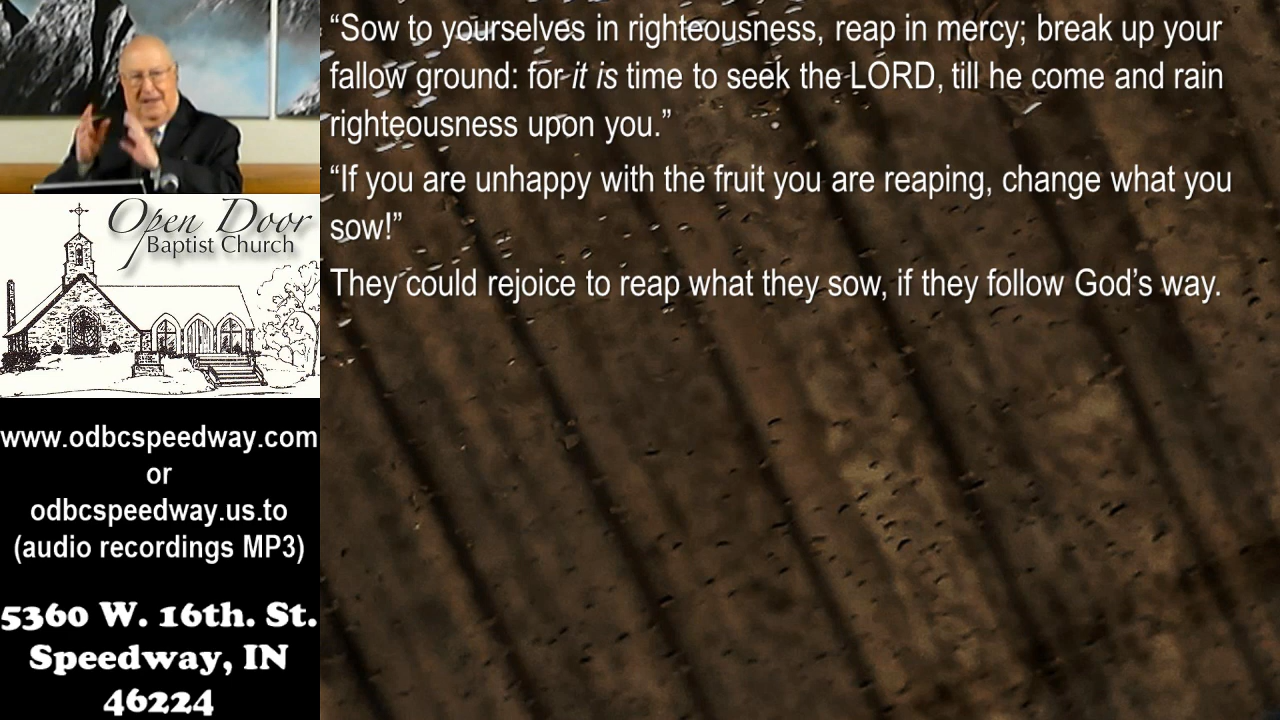 “Sow to yourselves in righteousness, reap in mercy; break up your
fallow ground: for it is time to seek the LORD, till he come and rain
righteousness upon you.”
“If you are unhappy with the fruit you are reaping, change what you
sow!”
They could rejoice to reap what they sow, if they follow God’s way.
Open Door
Baptist Church
www.odbcspeedway.com
or
odbcspeedway.us.to
(audio recordings MP3)
5360 W. 16th. St.
Speedway, IN
46224